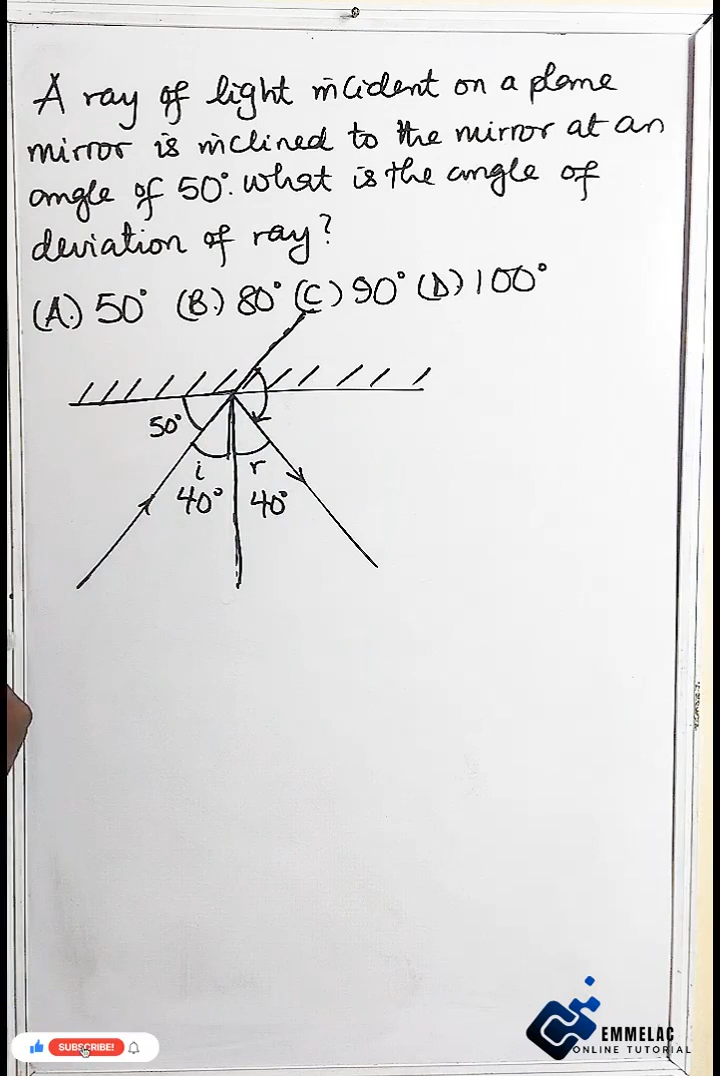 A ray of light incident on a plane
mirror is inclined to the mirror at an
angle of 50°. What is the angle of
deviation of ray?
(A.) 50° (B.) 80° (C.) 90° (D.) 100°
50°
i r
40° 40°
SUBSCRIBE!
EMMELAC
ONLINE TUTORIAL